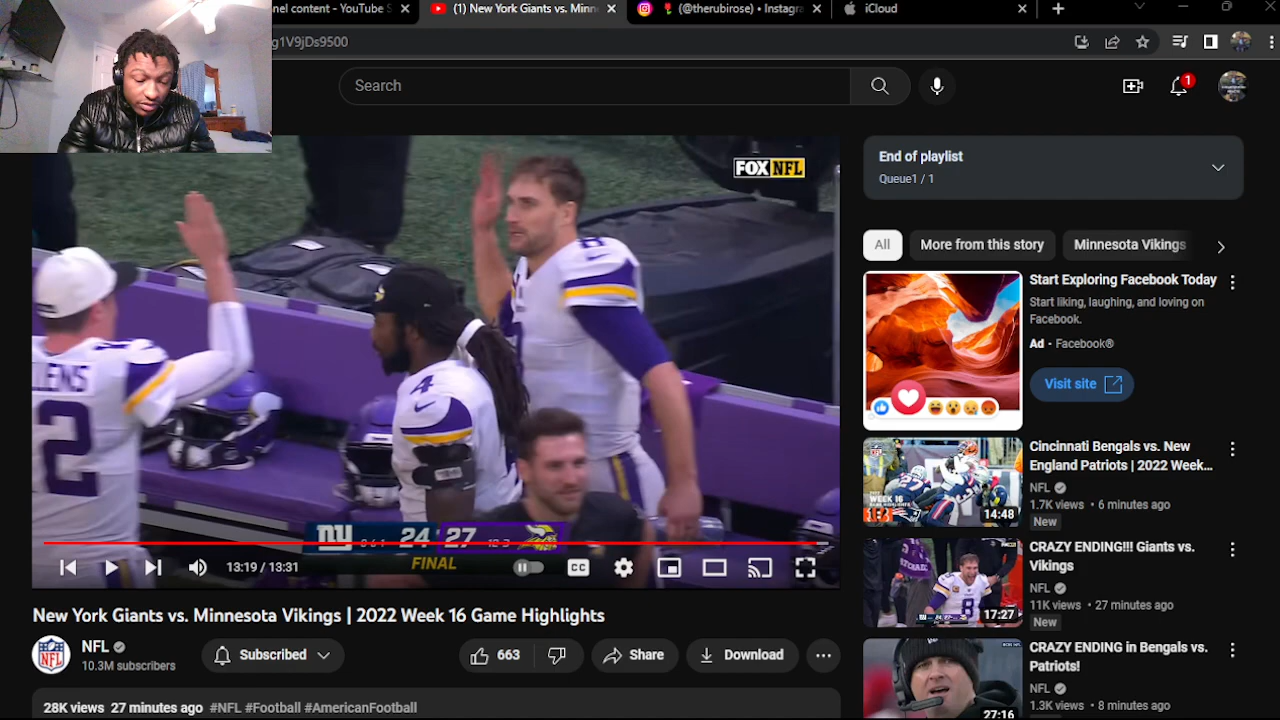 nel content - YouTube S
(1) New York Giants vs. Minn
(@therubirose) • Instagra
iCloud
g1V9jDs9500
Search
1
FOX NFL
LENS
2
4
8
NY 24 27
FINAL
CC
13:19 / 13:31
New York Giants vs. Minnesota Vikings | 2022 Week 16 Game Highlights
NFL
10.3M subscribers
Subscribed
663
Share
Download
28K views 27 minutes ago #NFL #Football #AmericanFootball
End of playlist
Queue1 / 1
All
More from this story
Minnesota Vikings
Start Exploring Facebook Today
Start liking, laughing, and loving on
Facebook.
Ad • Facebook®
Visit site
WEEK 16
14:48
Cincinnati Bengals vs. New
England Patriots | 2022 Week...
NFL
1.7K views • 6 minutes ago
New
8
17:27
CRAZY ENDING!!! Giants vs.
Vikings
NFL
11K views • 27 minutes ago
New
27:16
CRAZY ENDING in Bengals vs.
Patriots!
NFL
1.3K views • 8 minutes ago